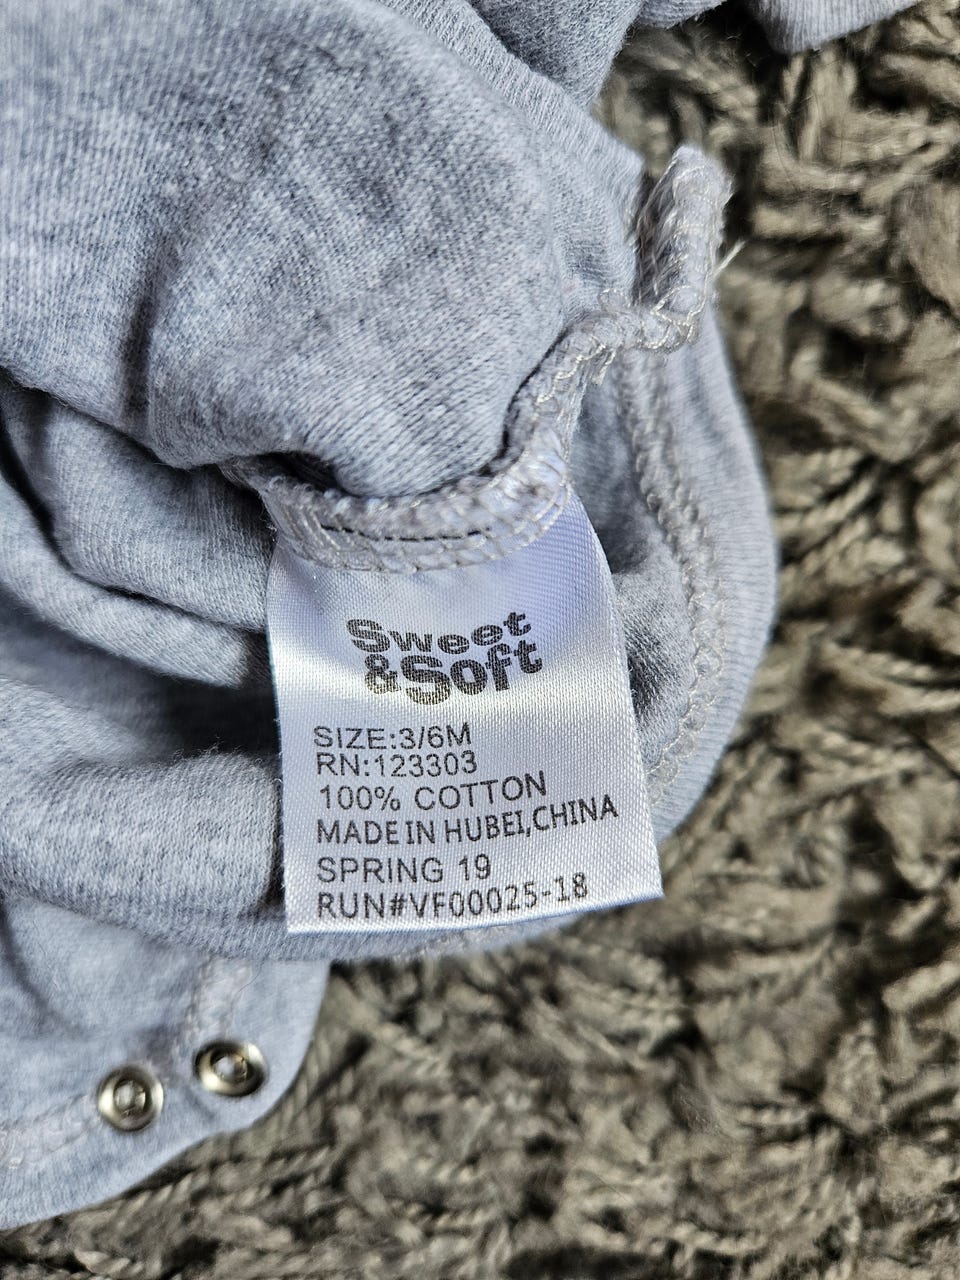 Sweet
&Soft
SIZE:3/6M
RN:123303
100% COTTON
MADE IN HUBEI,CHINA
SPRING 19
RUN#VF00025-18